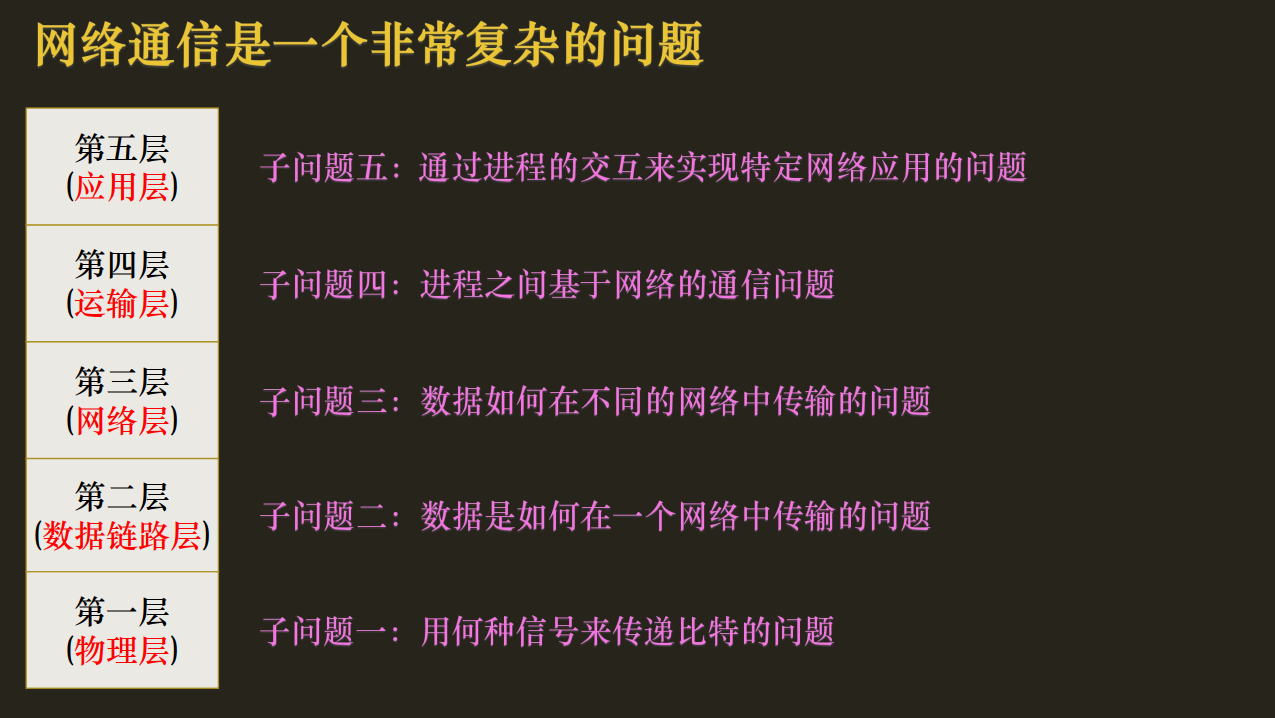 网络通信是一个非常复杂的问题
第五层
(应用层)
子问题五：通过进程的交互来实现特定网络应用的问题
第四层
(运输层)
子问题四：进程之间基于网络的通信问题
第三层
(网络层)
子问题三：数据如何在不同的网络中传输的问题
第二层
(数据链路层)
子问题二：数据是如何在一个网络中传输的问题
第一层
(物理层)
子问题一：用何种信号来传递比特的问题